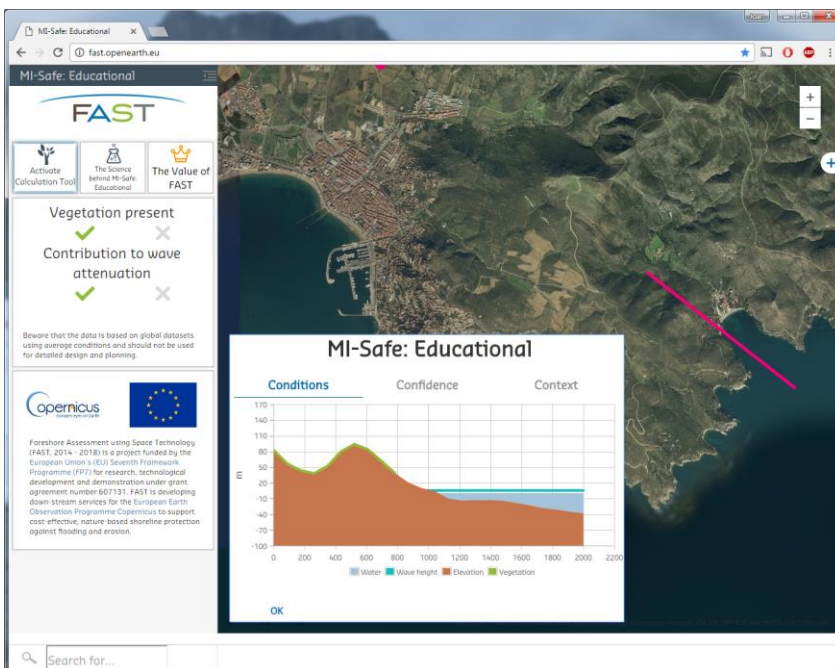 MI-Safe: Educational
fast.openearth.eu
MI-Safe: Educational
FAST
Activate
Calculation Tool
The Science
behind MI-Safe:
Educational
The Value of
FAST
Vegetation present
Contribution to wave
attenuation
Beware that the data is based on global datasets
using average conditions and should not be used
for detailed design and planning.
opernicus
Europe's eyes on Earth
Foreshore Assessment using Space Technology
(FAST, 2014 - 2018) is a project funded by the
European Union's (EU) Seventh Framework
Programme (FP7) for research, technological
development and demonstration under grant
agreement number 607131. FAST is developing
down-stream services for the European Earth
Observation Programme Copernicus to support
cost-effective, nature-based shoreline protection
against flooding and erosion.
+
−
+
MI-Safe: Educational
Conditions Confidence Context
170
140
110
80
50
20
-10
-40
-70
-100
m
0 200 400 600 800 1000 1200 1400 1600 1800 2000 2200
Water Wave height Elevation Vegetation
OK
Search for...